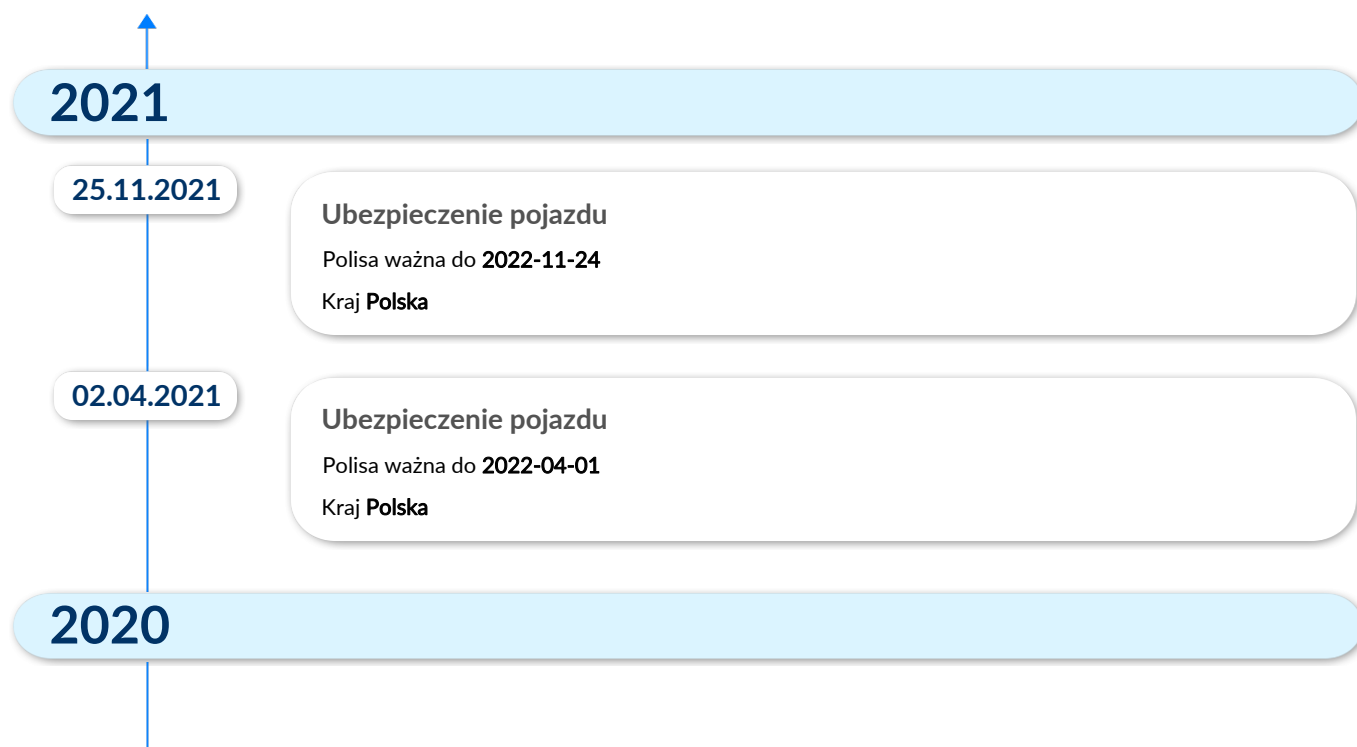 2021
25.11.2021
Ubezpieczenie pojazdu
Polisa ważna do 2022-11-24
Kraj Polska
02.04.2021
Ubezpieczenie pojazdu
Polisa ważna do 2022-04-01
Kraj Polska
2020